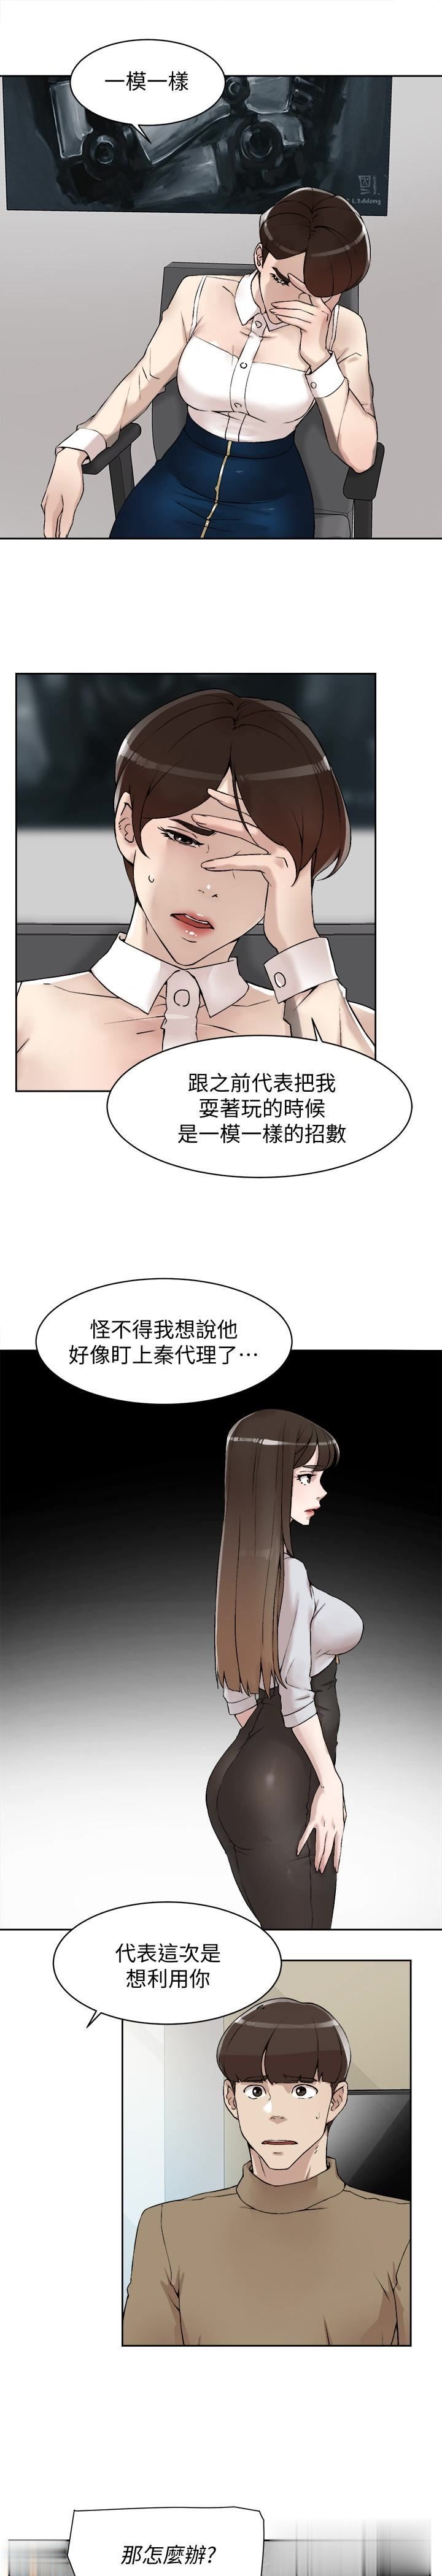 一模一樣
跟之前代表把我
耍著玩的時候
是一模一樣的招數
怪不得我想說他
好像盯上秦代理了⋯
代表這次是
想利用你
那怎麼辦?